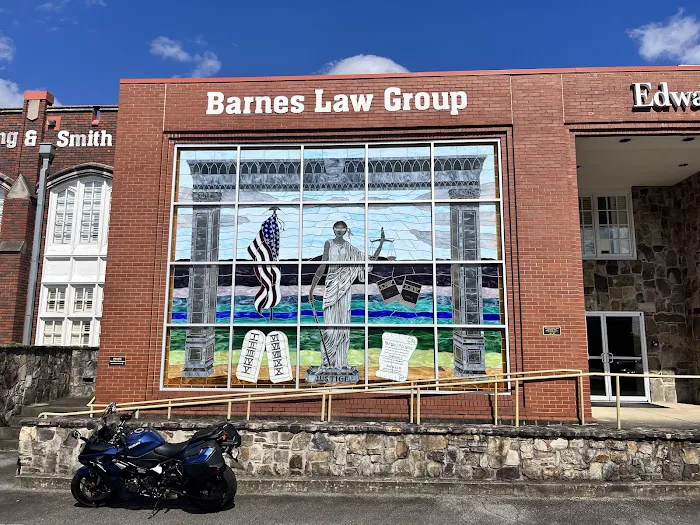 Barnes Law Group
ng & Smith
Edwa
JUSTICE